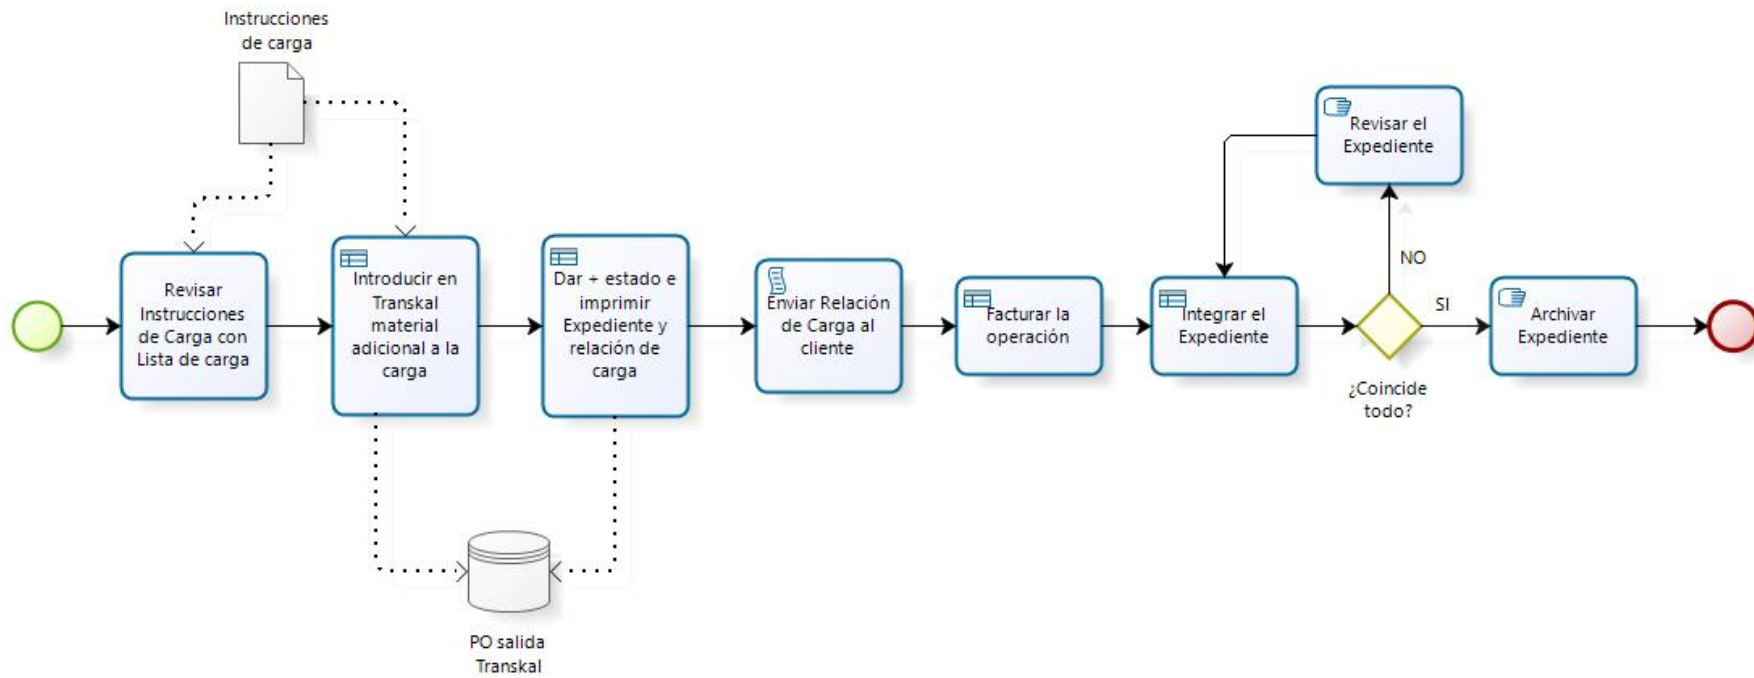 Instrucciones
de carga
Revisar
Instrucciones
de Carga con
Lista de carga
Introducir en
Transkal
material
adicional a la
carga
Dar + estado e
imprimir
Expediente y
relación de
carga
Enviar Relación
de Carga al
cliente
Facturar la
operación
Integrar el
Expediente
Revisar el
Expediente
NO
SI
¿Coincide
todo?
Archivar
Expediente
PO salida
Transkal